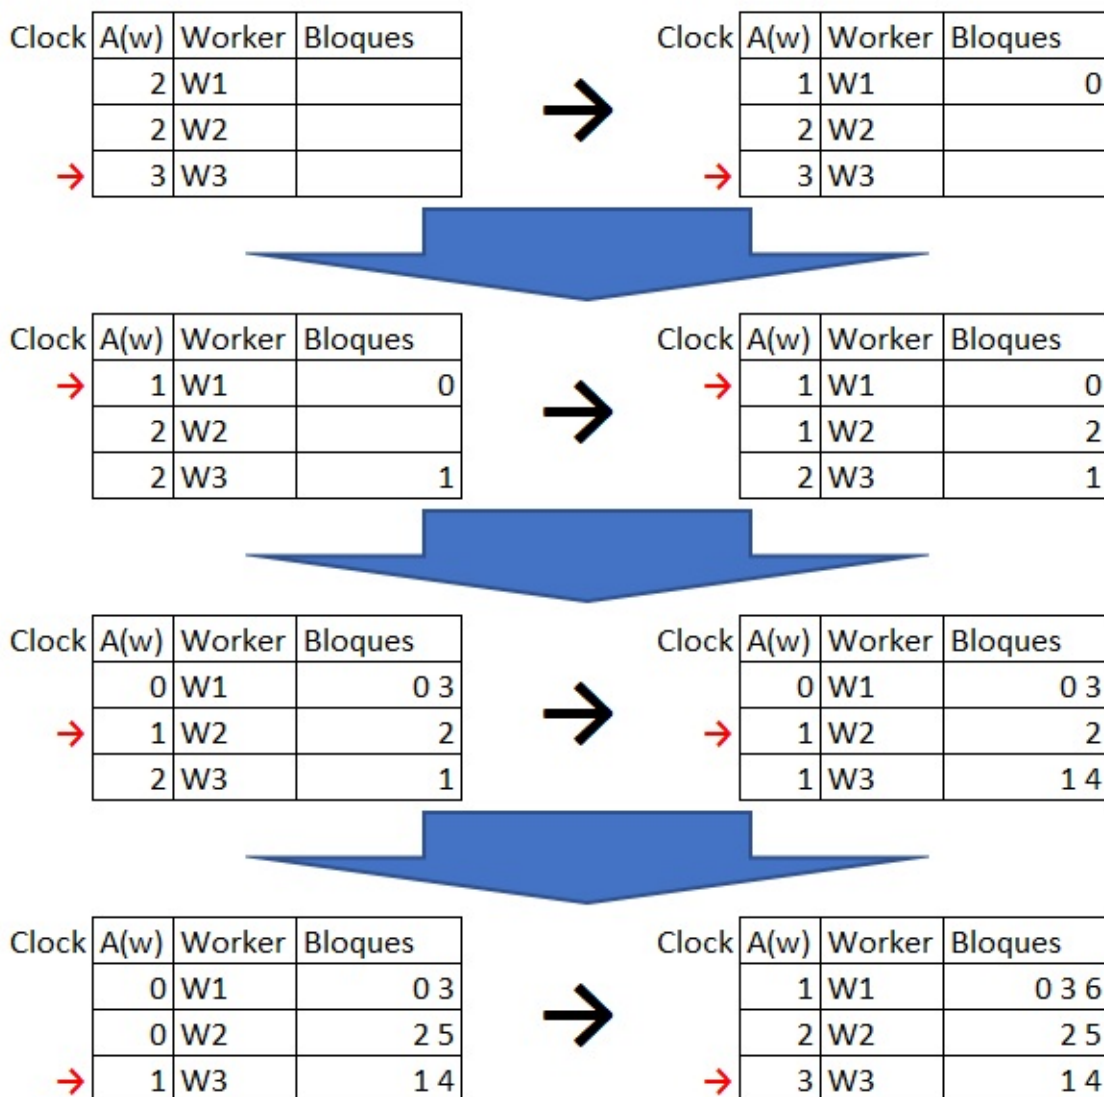 Clock A(w) Worker Bloques
2 W1
2 W2
→ 3 W3
→
Clock A(w) Worker Bloques
1 W1 0
2 W2
→ 3 W3
Clock A(w) Worker Bloques
→ 1 W1 0
2 W2
2 W3 1
→
Clock A(w) Worker Bloques
→ 1 W1 0
1 W2 2
2 W3 1
Clock A(w) Worker Bloques
0 W1 0 3
→ 1 W2 2
2 W3 1
→
Clock A(w) Worker Bloques
0 W1 0 3
→ 1 W2 2
1 W3 1 4
Clock A(w) Worker Bloques
0 W1 0 3
0 W2 2 5
→ 1 W3 1 4
→
Clock A(w) Worker Bloques
1 W1 0 3 6
2 W2 2 5
→ 3 W3 1 4